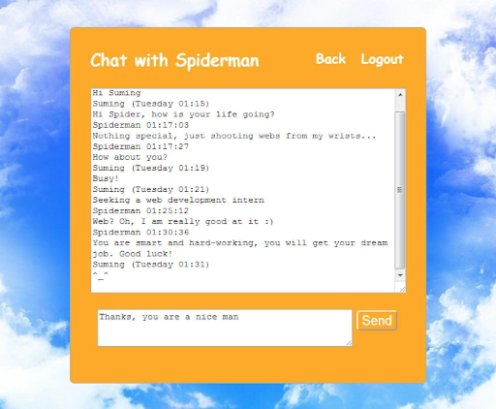 Chat with Spiderman
Back Logout
Hi Suming
Suming (Tuesday 01:15)
Hi Spider, how is your life going?
Spiderman 01:17:03
Nothing special, just shooting webs from my wrists...
Spiderman 01:17:27
How about you?
Suming (Tuesday 01:19)
Busy!
Suming (Tuesday 01:21)
Seeking a web development intern
Spiderman 01:25:12
Web? Oh, I am really good at it :)
Spiderman 01:30:36
You are smart and hard-working, you will get your dream
job. Good luck!
Suming (Tuesday 01:31)
^_^
Thanks, you are a nice man
Send